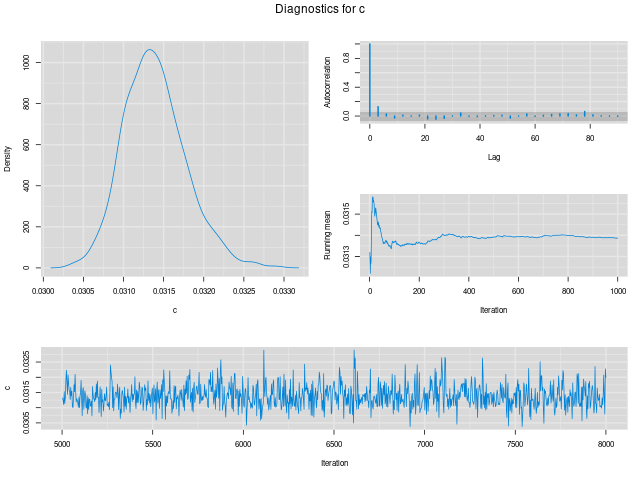 Diagnostics for c
Density
0 200 400 600 800 1000
0.0300 0.0305 0.0310 0.0315 0.0320 0.0325 0.0330
c
Autocorrelation
0.0 0.4 0.8
0 20 40 60 80
Lag
Running mean
0.0313 0.0315
0 200 400 600 800 1000
Iteration
c
0.0305 0.0315 0.0325
5000 5500 6000 6500 7000 7500 8000
Iteration